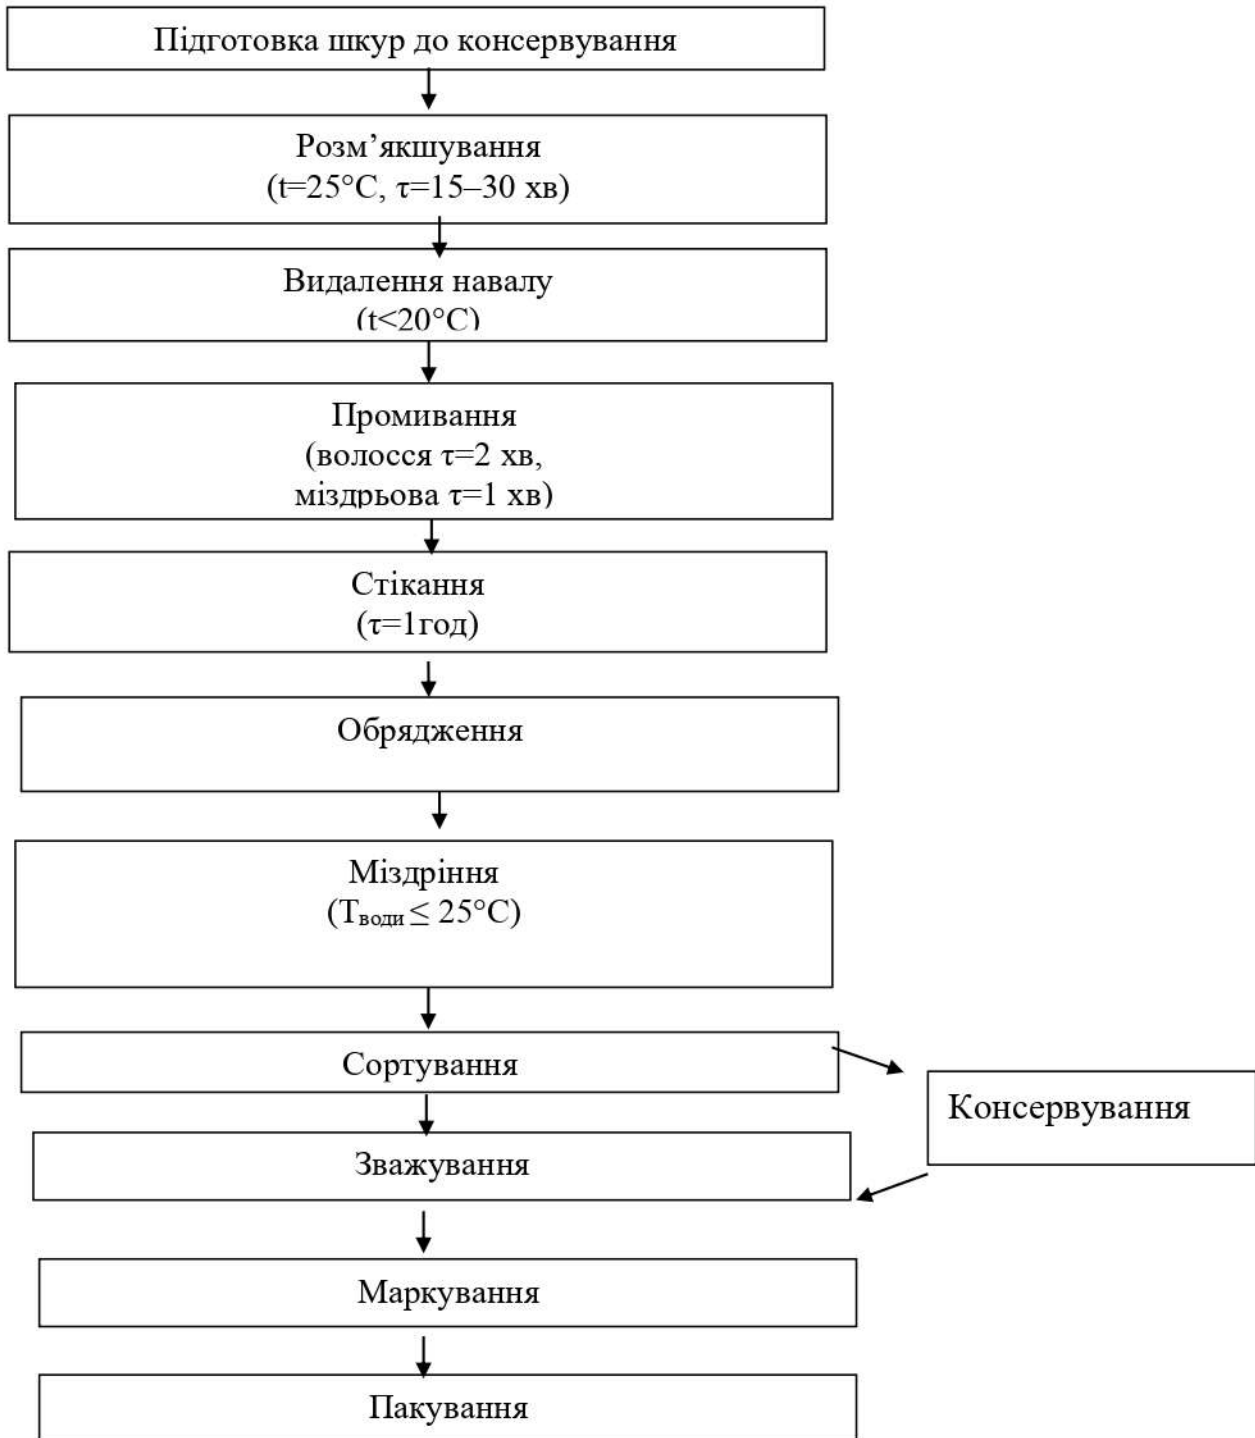 Підготовка шкур до консервування
Розм’якшування
(t=25°C, τ=15–30 хв)
Видалення навалу
(t<20°C)
Промивання
(волосся τ=2 хв,
міздрьова τ=1 хв)
Стікання
(τ=1год)
Обрядження
Міздріння
(Tводи ≤ 25°C)
Сортування
Консервування
Зважування
Маркування
Пакування